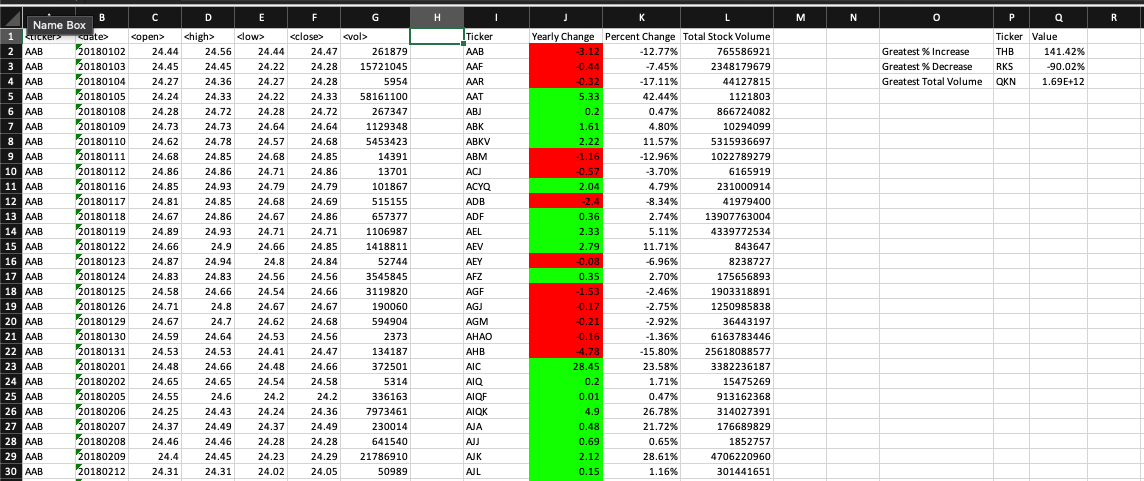 A B C D E F G H I J K L M N O P Q R
Name Box
1 <ticker> <date> <open> <high> <low> <close> <vol> Ticker Yearly Change Percent Change Total Stock Volume Ticker Value
2 AAB 20180102 24.44 24.56 24.44 24.47 261879 AAB -3.12 -12.77% 765586921 Greatest % Increase THB 141.42%
3 AAB 20180103 24.45 24.45 24.22 24.28 15721045 AAF -0.44 -7.45% 2348179679 Greatest % Decrease RKS -90.02%
4 AAB 20180104 24.27 24.36 24.27 24.28 5954 AAR -0.32 -17.11% 44127815 Greatest Total Volume QKN 1.69E+12
5 AAB 20180105 24.24 24.33 24.22 24.33 58161100 AAT 5.33 42.44% 1121803
6 AAB 20180108 24.28 24.72 24.28 24.72 267347 ABJ 0.2 0.47% 866724082
7 AAB 20180109 24.73 24.73 24.64 24.64 1129348 ABK 1.61 4.80% 10294099
8 AAB 20180110 24.62 24.78 24.57 24.68 5453423 ABKV 2.22 11.57% 5315936697
9 AAB 20180111 24.68 24.85 24.68 24.85 14391 ABM -1.16 -12.96% 1022789279
10 AAB 20180112 24.86 24.86 24.71 24.86 13701 ACJ -0.57 -3.70% 6165919
11 AAB 20180116 24.85 24.93 24.79 24.79 101867 ACYQ 2.04 4.79% 231000914
12 AAB 20180117 24.81 24.85 24.68 24.69 515155 ADB -2.4 -8.34% 41979400
13 AAB 20180118 24.67 24.86 24.67 24.86 657377 ADF 0.36 2.74% 13907763004
14 AAB 20180119 24.89 24.93 24.71 24.71 1106987 AEL 2.33 5.11% 4339772534
15 AAB 20180122 24.66 24.9 24.66 24.85 1418811 AEV 2.79 11.71% 843647
16 AAB 20180123 24.87 24.94 24.8 24.84 52744 AEY -0.08 -6.96% 8238727
17 AAB 20180124 24.83 24.83 24.56 24.56 3545845 AFZ 0.35 2.70% 175656893
18 AAB 20180125 24.58 24.66 24.54 24.66 3119820 AGF -1.53 -2.46% 1903318891
19 AAB 20180126 24.71 24.8 24.67 24.67 190060 AGJ -0.17 -2.75% 1250985838
20 AAB 20180129 24.67 24.7 24.62 24.68 594904 AGM -0.21 -2.92% 36443197
21 AAB 20180130 24.59 24.64 24.53 24.56 2373 AHAO -0.16 -1.36% 6163783446
22 AAB 20180131 24.53 24.53 24.41 24.47 134187 AHB -4.78 -15.80% 25618088577
23 AAB 20180201 24.48 24.66 24.48 24.66 372501 AIC 28.45 23.58% 3382236187
24 AAB 20180202 24.65 24.65 24.54 24.58 5314 AIQ 0.2 1.71% 15475269
25 AAB 20180205 24.55 24.6 24.2 24.2 336163 AIQF 0.01 0.47% 913162368
26 AAB 20180206 24.25 24.43 24.24 24.36 7973461 AIQK 4.9 26.78% 314027391
27 AAB 20180207 24.37 24.49 24.37 24.49 230014 AJA 0.48 21.72% 176689829
28 AAB 20180208 24.46 24.46 24.28 24.28 641540 AJJ 0.69 0.65% 1852757
29 AAB 20180209 24.4 24.45 24.23 24.29 21786910 AJK 2.12 28.61% 4706220960
30 AAB 20180212 24.31 24.31 24.02 24.05 50989 AJL 0.15 1.16% 301441651